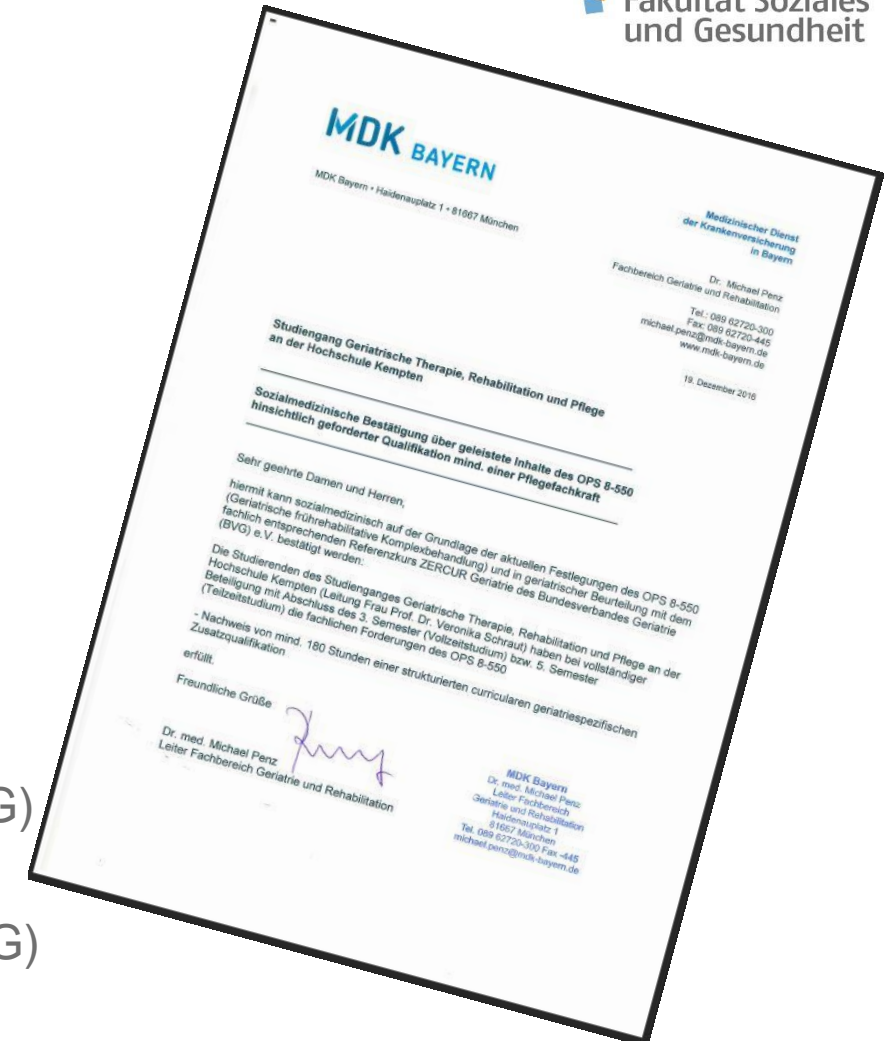 Fakultät Soziales
und Gesundheit
MDK BAYERN
MDK Bayern • Haidenauplatz 1 • 81667 München
Medizinischer Dienst
der Krankenversicherung
in Bayern
Dr. Michael Penz
Fachbereich Geriatrie und Rehabilitation
Tel.: 089 62720-300
Fax: 089 62720-445
michael.penz@mdk-bayern.de
www.mdk-bayern.de
19. Dezember 2016
Studiengang Geriatrische Therapie, Rehabilitation und Pflege
an der Hochschule Kempten
Sozialmedizinische Bestätigung über geleistete Inhalte des OPS 8-550
hinsichtlich geforderter Qualifikation mind. einer Pflegefachkraft
Sehr geehrte Damen und Herren,
hiermit kann sozialmedizinisch auf der Grundlage der aktuellen Festlegungen des OPS 8-550
(Geriatrische frührehabilitative Komplexbehandlung) und in geriatrischer Beurteilung mit dem
fachlich entsprechenden Referenzkurs ZERCUR Geriatrie des Bundesverbandes Geriatrie
(BVG) e.V. bestätigt werden:
Die Studierenden des Studienganges Geriatrische Therapie, Rehabilitation und Pflege an der
Hochschule Kempten (Leitung Frau Prof. Dr. Veronika Schraut) haben bei vollständiger
Beteiligung mit Abschluss des 3. Semester (Vollzeitstudium) bzw. 5. Semester
(Teilzeitstudium) die fachlichen Forderungen des OPS 8-550
- Nachweis von mind. 180 Stunden einer strukturierten curricularen geriatriespezifischen
Zusatzqualifikation
erfüllt.
Freundliche Grüße
Dr. med. Michael Penz
Leiter Fachbereich Geriatrie und Rehabilitation
MDK Bayern
Dr. med. Michael Penz
Leiter Fachbereich
Geriatrie und Rehabilitation
Haidenauplatz 1
81667 München
Tel. 089 62720-300 Fax -445
michael.penz@mdk-bayern.de
G)
G)